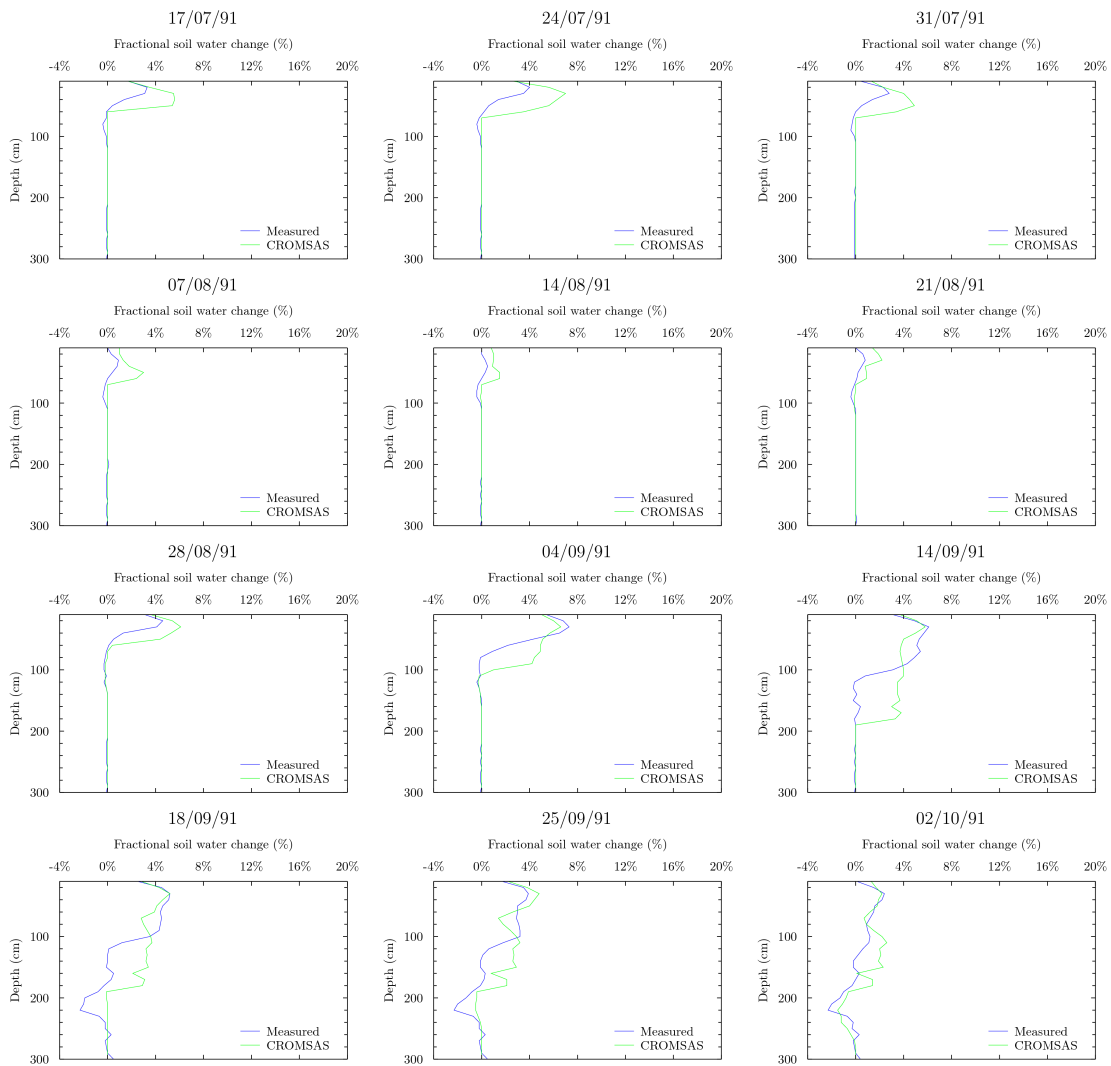 17/07/91
Fractional soil water change (%)
-4% 0% 4% 8% 12% 16% 20%
Depth (cm)
100
200
300
Measured
CROMSAS
24/07/91
Fractional soil water change (%)
-4% 0% 4% 8% 12% 16% 20%
Depth (cm)
100
200
300
Measured
CROMSAS
31/07/91
Fractional soil water change (%)
-4% 0% 4% 8% 12% 16% 20%
Depth (cm)
100
200
300
Measured
CROMSAS
07/08/91
Fractional soil water change (%)
-4% 0% 4% 8% 12% 16% 20%
Depth (cm)
100
200
300
Measured
CROMSAS
14/08/91
Fractional soil water change (%)
-4% 0% 4% 8% 12% 16% 20%
Depth (cm)
100
200
300
Measured
CROMSAS
21/08/91
Fractional soil water change (%)
-4% 0% 4% 8% 12% 16% 20%
Depth (cm)
100
200
300
Measured
CROMSAS
28/08/91
Fractional soil water change (%)
-4% 0% 4% 8% 12% 16% 20%
Depth (cm)
100
200
300
Measured
CROMSAS
04/09/91
Fractional soil water change (%)
-4% 0% 4% 8% 12% 16% 20%
Depth (cm)
100
200
300
Measured
CROMSAS
14/09/91
Fractional soil water change (%)
-4% 0% 4% 8% 12% 16% 20%
Depth (cm)
100
200
300
Measured
CROMSAS
18/09/91
Fractional soil water change (%)
-4% 0% 4% 8% 12% 16% 20%
Depth (cm)
100
200
300
Measured
CROMSAS
25/09/91
Fractional soil water change (%)
-4% 0% 4% 8% 12% 16% 20%
Depth (cm)
100
200
300
Measured
CROMSAS
02/10/91
Fractional soil water change (%)
-4% 0% 4% 8% 12% 16% 20%
Depth (cm)
100
200
300
Measured
CROMSAS